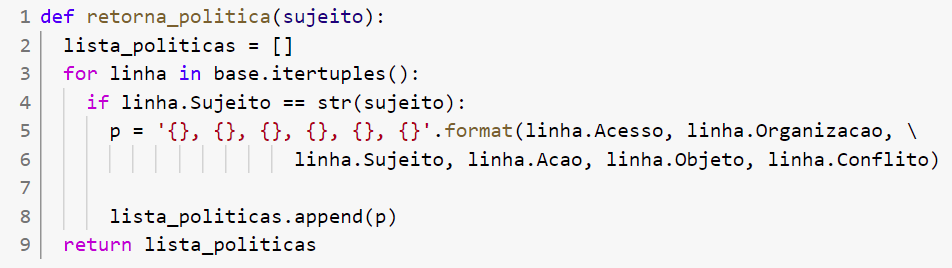 1 def retorna_politica(sujeito):
2   lista_politicas = []
3   for linha in base.itertuples():
4     if linha.Sujeito == str(sujeito):
5       p = '{}, {}, {}, {}, {}, {}'.format(linha.Acesso, linha.Organizacao, \
6                       linha.Sujeito, linha.Acao, linha.Objeto, linha.Conflito)
7
8       lista_politicas.append(p)
9   return lista_politicas